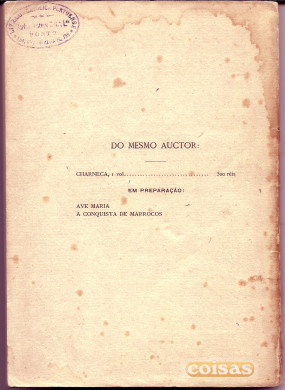 DO MESMO AUCTOR:
CHARNECA, 1 vol. ............................ 500 réis
EM PREPARAÇÃO:
AVE MARIA
A CONQUISTA DE MARROCOS
coisas